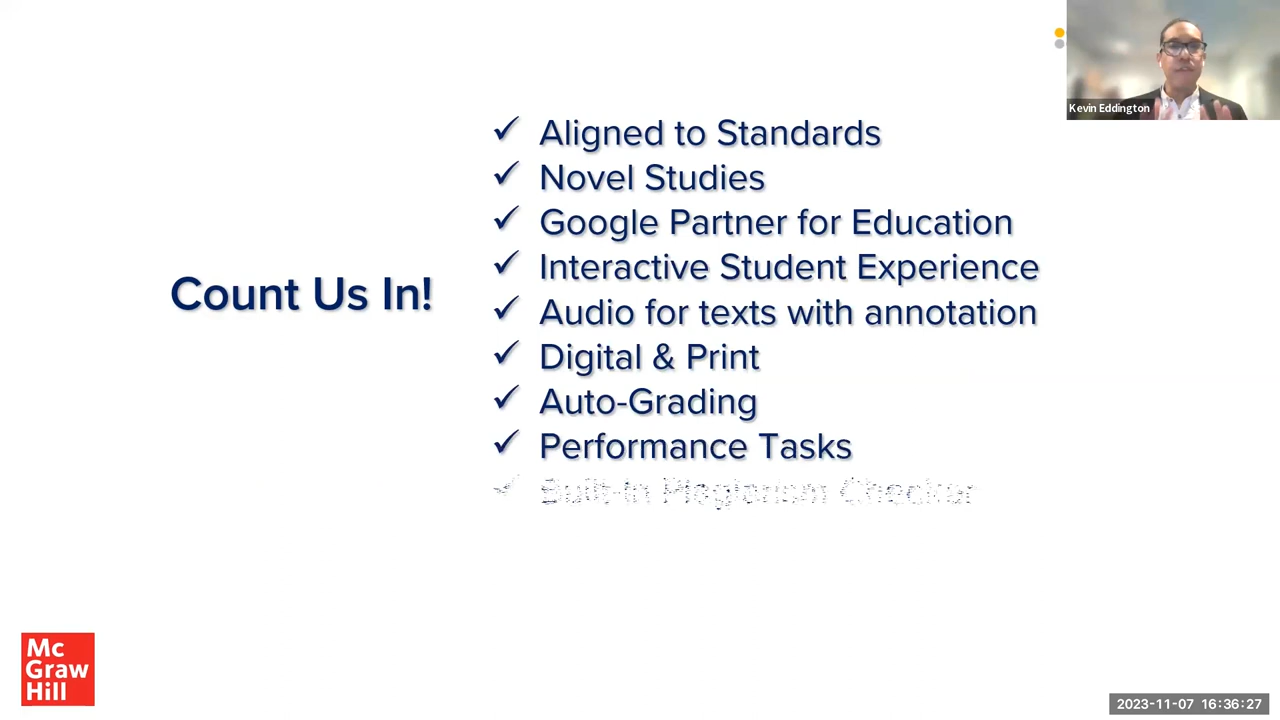 Kevin Eddington
✓ Aligned to Standards
✓ Novel Studies
✓ Google Partner for Education
✓ Interactive Student Experience
Count Us In!
✓ Audio for texts with annotation
✓ Digital & Print
✓ Auto-Grading
✓ Performance Tasks
✓ Built-In Plagiarism Checker
Mc
Graw
Hill
2023-11-07 16:36:27